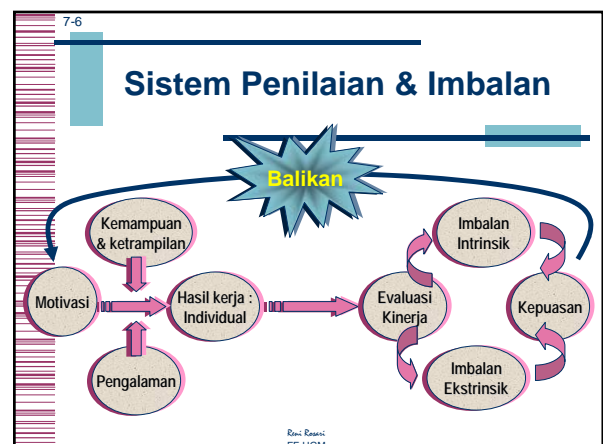 7-6
Sistem Penilaian & Imbalan
Balikan
Kemampuan
& ketrampilan
Imbalan
Intrinsik
Motivasi
Hasil kerja :
Individual
Evaluasi
Kinerja
Kepuasan
Pengalaman
Imbalan
Ekstrinsik
Reni Rosari